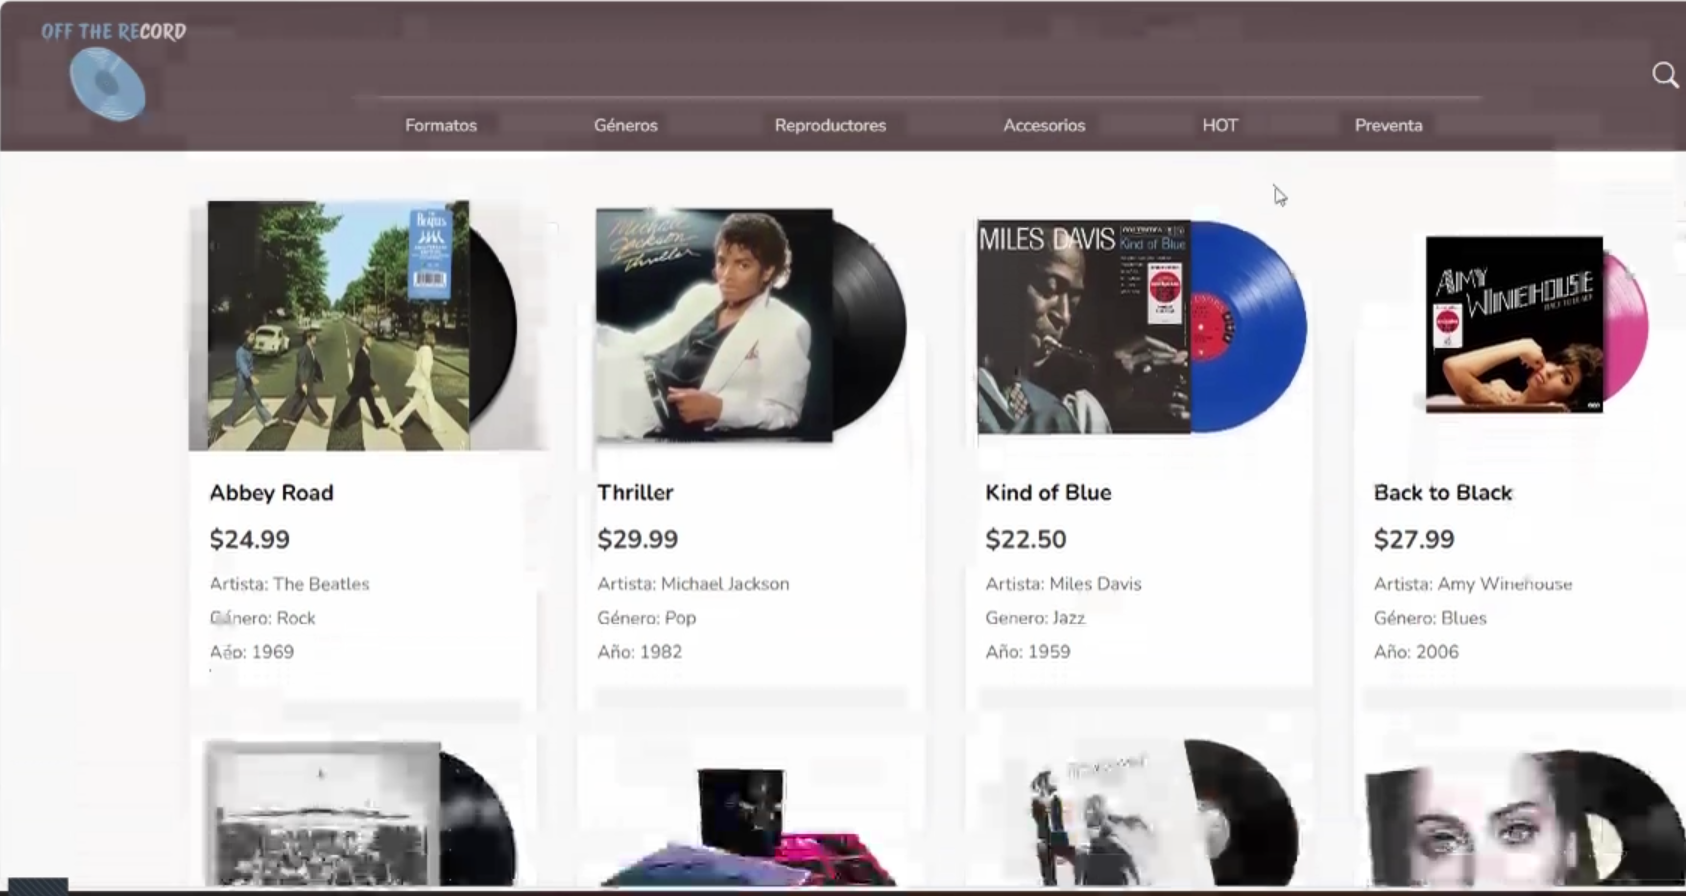 OFF THE RECORD
Formatos Géneros Reproductores Accesorios HOT Preventa
The
BEATLES
Michael
Jackson
Thriller
MILES DAVIS Kind of Blue
AMY
WINEHOUSE
BACK TO BLACK
Abbey Road Thriller Kind of Blue Back to Black
$24.99 $29.99 $22.50 $27.99
Artista: The Beatles Artista: Michael Jackson Artista: Miles Davis Artista: Amy Winehouse
Género: Rock Género: Pop Genero: Jazz Género: Blues
Año: 1969 Año: 1982 Año: 1959 Año: 2006